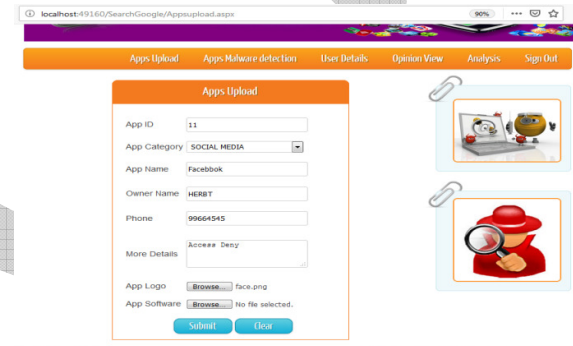 localhost:49160/SearchGoogle/Appsupload.aspx 90%
Apps Upload Apps Malware detection User Details Opinion View Analysis Sign Out
Apps Upload
App ID 11
App Category SOCIAL MEDIA
App Name Facebbok
Owner Name HERBT
Phone 99664545
More Details Access Deny
App Logo Browse... face.png
App Software Browse... No file selected.
Submit Clear